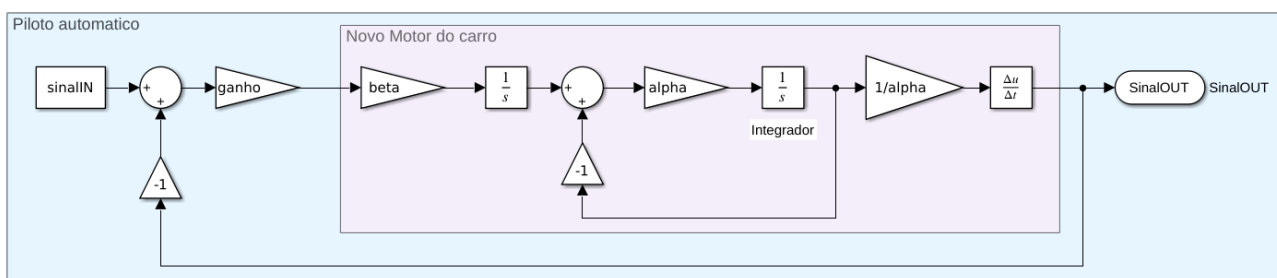 Piloto automatico
Novo Motor do carro
sinalIN
+
+
ganho
beta
1
s
+
+
alpha
1
s
1/alpha
Δu
Δt
SinalOUT
SinalOUT
Integrador
-1
-1